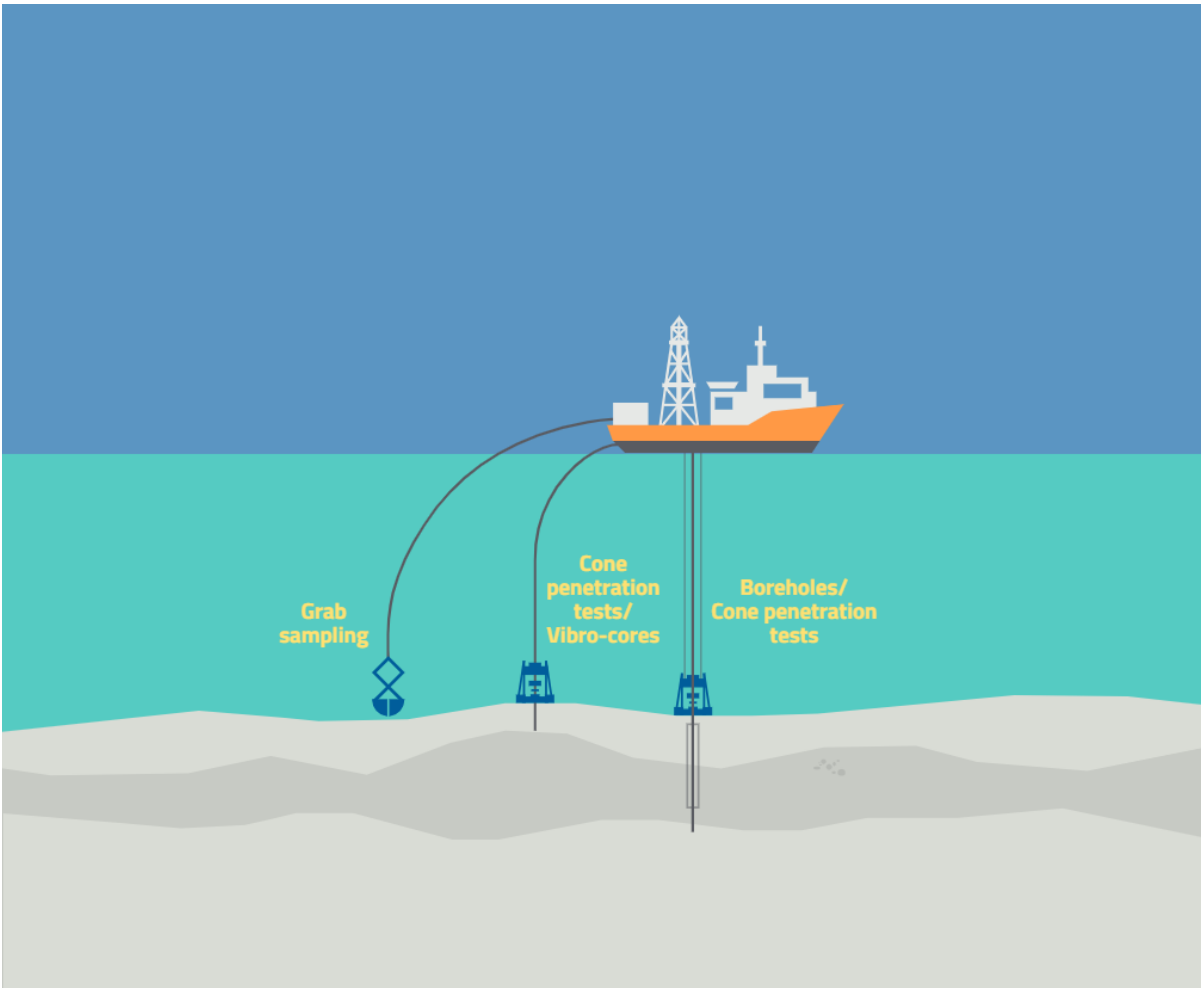 Grab
sampling
Cone
penetration
tests/
Vibro-cores
Boreholes/
Cone penetration
tests